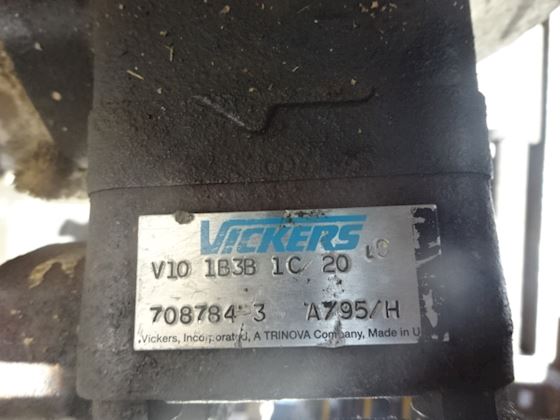 VICKERS
V10 1B3B 1C 20
708784-3 A795/H
Vickers, Incorporated, A TRINOVA Company, Made in U